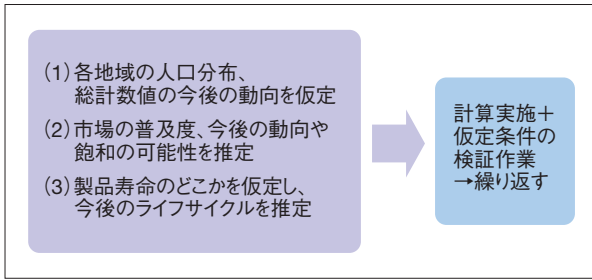 (1)各地域の人口分布、
総計数値の今後の動向を仮定
(2)市場の普及度、今後の動向や
飽和の可能性を推定
(3)製品寿命のどこかを仮定し、
今後のライフサイクルを推定
計算実施＋
仮定条件の
検証作業
→繰り返す